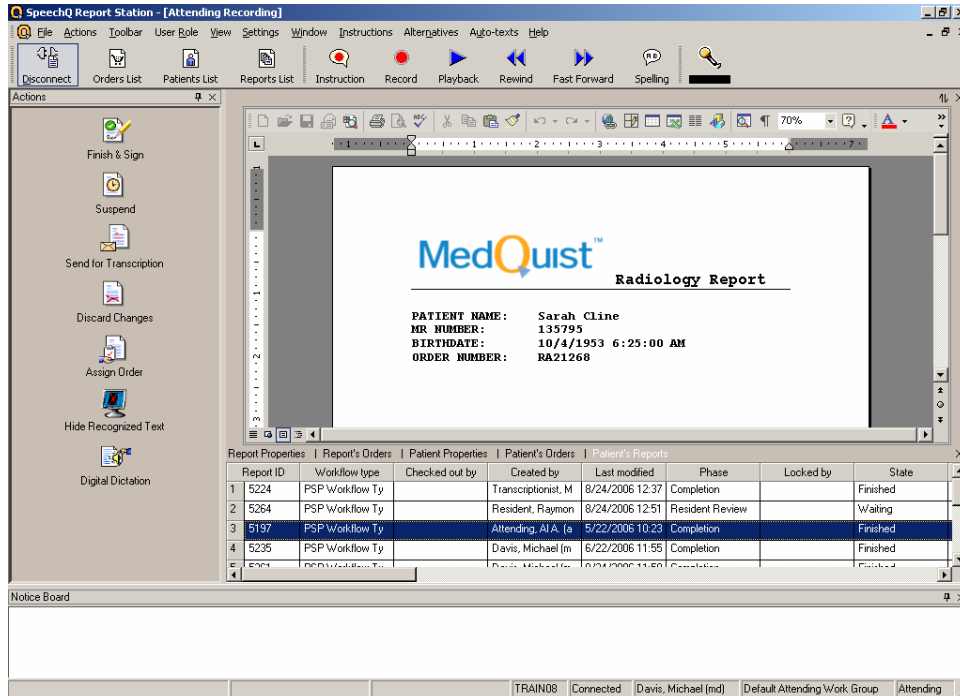 SpeechQ Report Station - [Attending Recording]
File Actions Toolbar User Role View Settings Window Instructions Alternatives Auto-texts Help
Disconnect Orders List Patients List Reports List Instruction Record Playback Rewind Fast Forward Spelling
Actions
Finish & Sign
Suspend
Send for Transcription
Discard Changes
Assign Order
Hide Recognized Text
Digital Dictation
70%
1 1 2 3 4 5 7
MedQuist™
Radiology Report
PATIENT NAME: Sarah Cline
MR NUMBER: 135795
BIRTHDATE: 10/4/1953 6:25:00 AM
ORDER NUMBER: RA21268
Report Properties | Report's Orders | Patient Properties | Patient's Orders | Patient's Reports
Report ID Workflow type Checked out by Created by Last modified Phase Locked by State
1 5224 PSP Workflow Ty Transcriptionist, M 8/24/2006 12:37 Completion Finished
2 5264 PSP Workflow Ty Resident, Raymon 8/24/2006 12:51 Resident Review Waiting
3 5197 PSP Workflow Ty Attending, Al A. (a 5/22/2006 10:23 Completion Finished
4 5235 PSP Workflow Ty Davis, Michael (m 6/22/2006 11:55 Completion Finished
Notice Board
TRAIN08 Connected Davis, Michael (md) Default Attending Work Group Attending